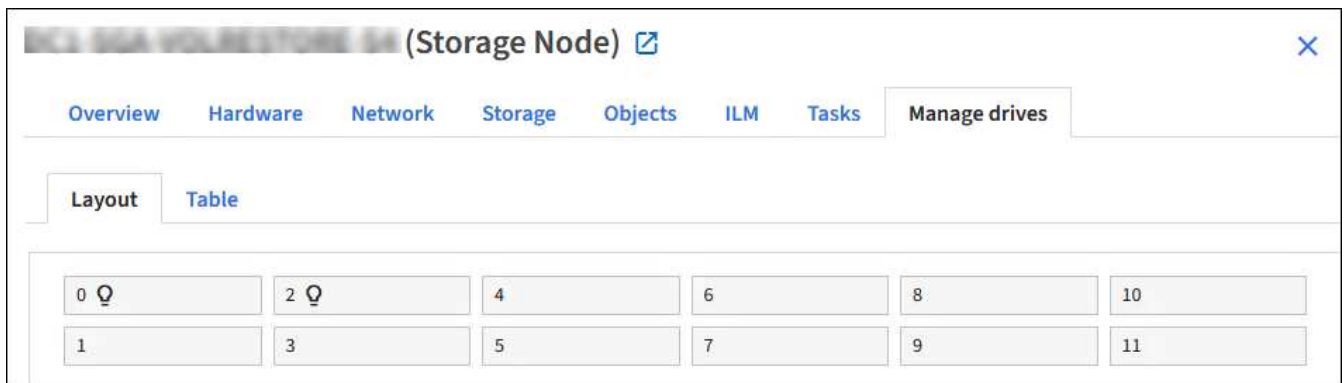 (Storage Node)
Overview Hardware Network Storage Objects ILM Tasks Manage drives
Layout Table
0 2 4 6 8 10
1 3 5 7 9 11